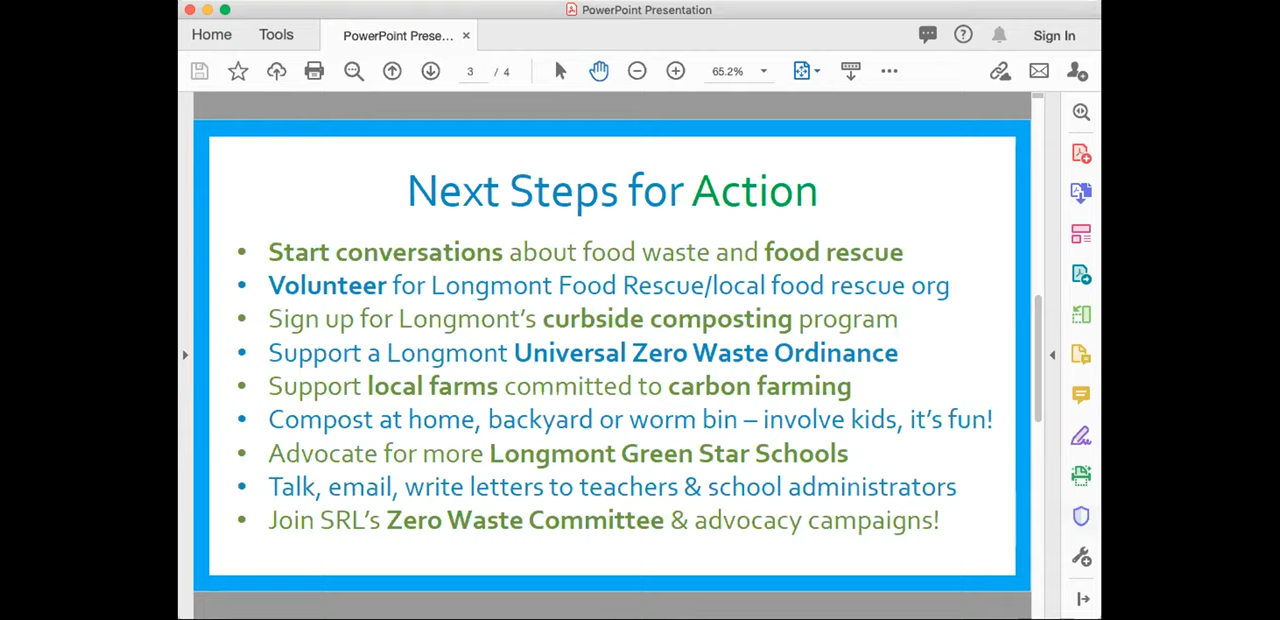 PowerPoint Presentation
Home Tools PowerPoint Prese... × Sign In
3 / 4 65.2%
Next Steps for Action
• Start conversations about food waste and food rescue
• Volunteer for Longmont Food Rescue/local food rescue org
• Sign up for Longmont’s curbside composting program
• Support a Longmont Universal Zero Waste Ordinance
• Support local farms committed to carbon farming
• Compost at home, backyard or worm bin – involve kids, it’s fun!
• Advocate for more Longmont Green Star Schools
• Talk, email, write letters to teachers & school administrators
• Join SRL’s Zero Waste Committee & advocacy campaigns!